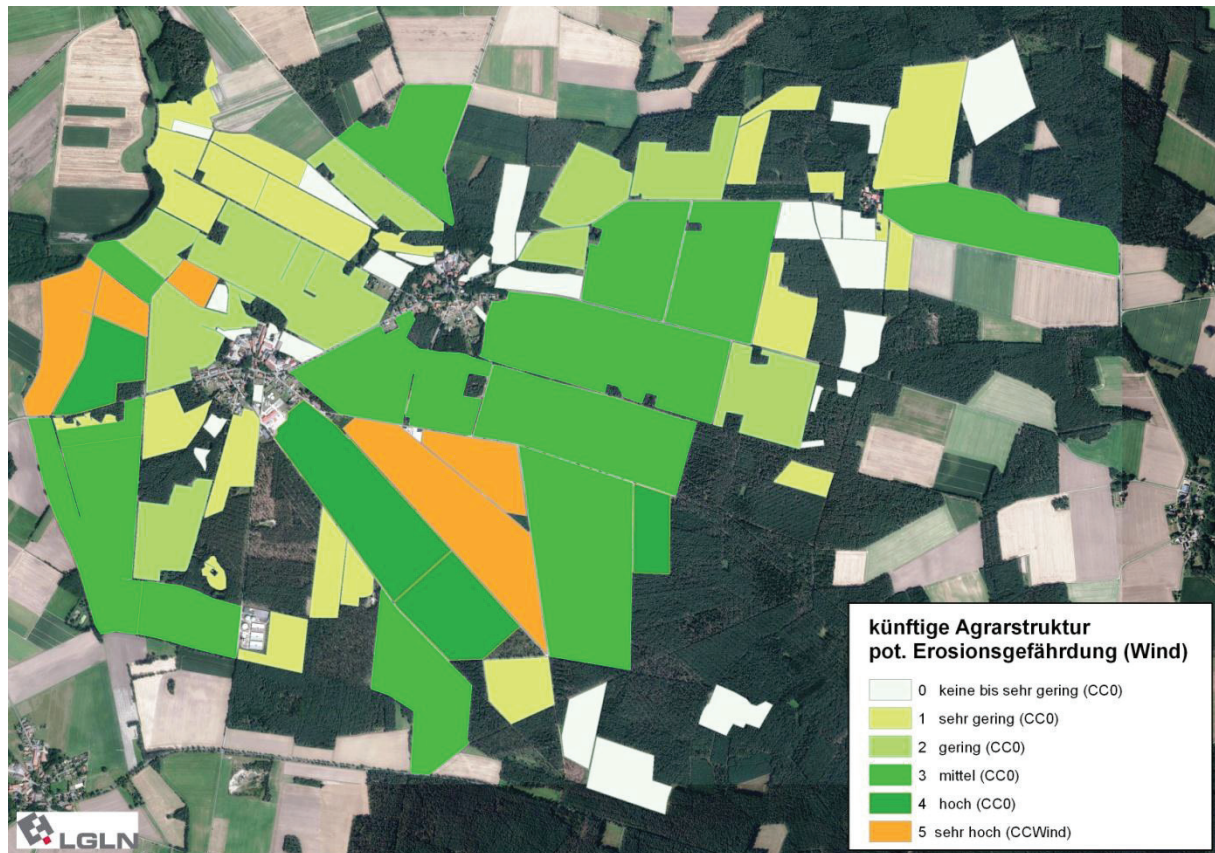 künftige Agrarstruktur
pot. Erosionsgefährdung (Wind)
0 keine bis sehr gering (CC0)
1 sehr gering (CC0)
2 gering (CC0)
3 mittel (CC0)
4 hoch (CC0)
5 sehr hoch (CCWind)
LGLN